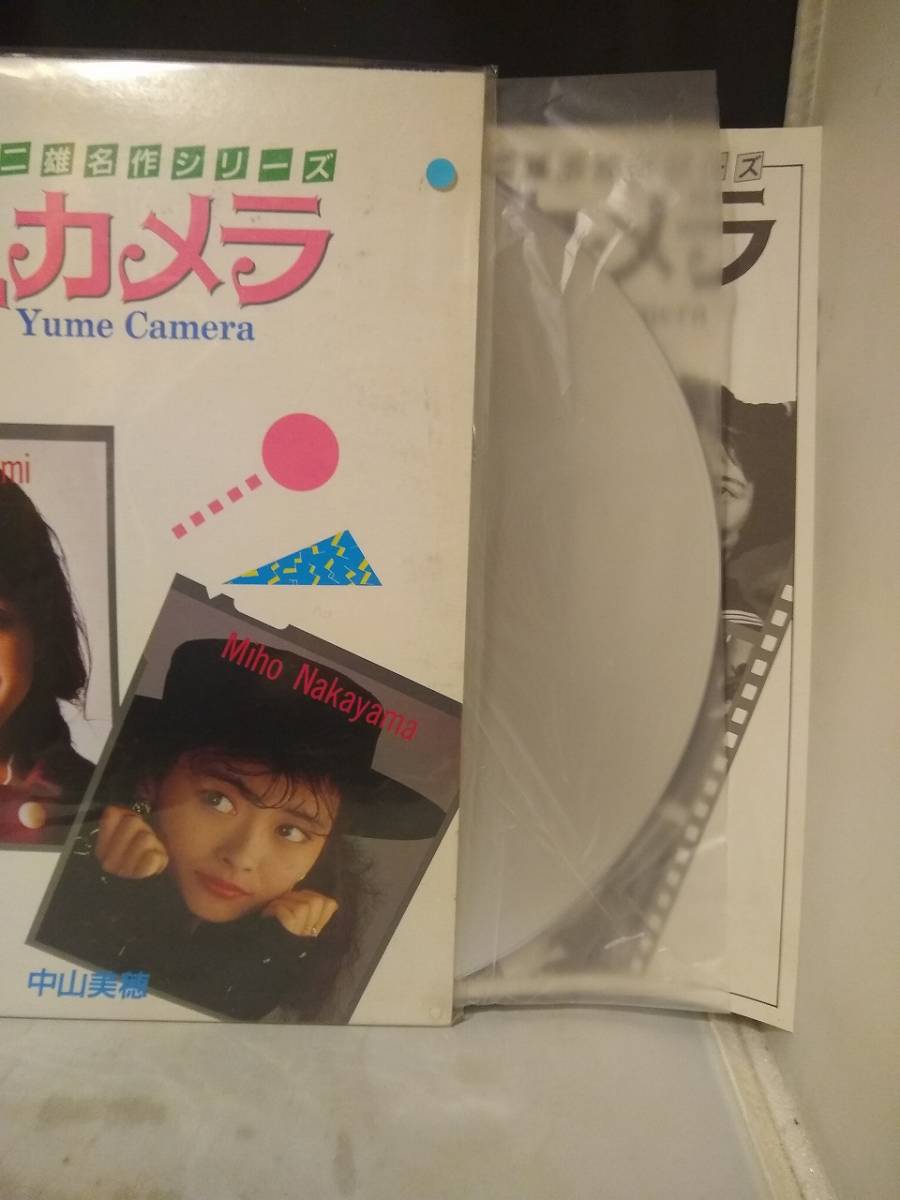 二雄名作シリーズ
カメラ
Yume Camera
mi
Miho Nakayama
中山美穂
ズ
メラ